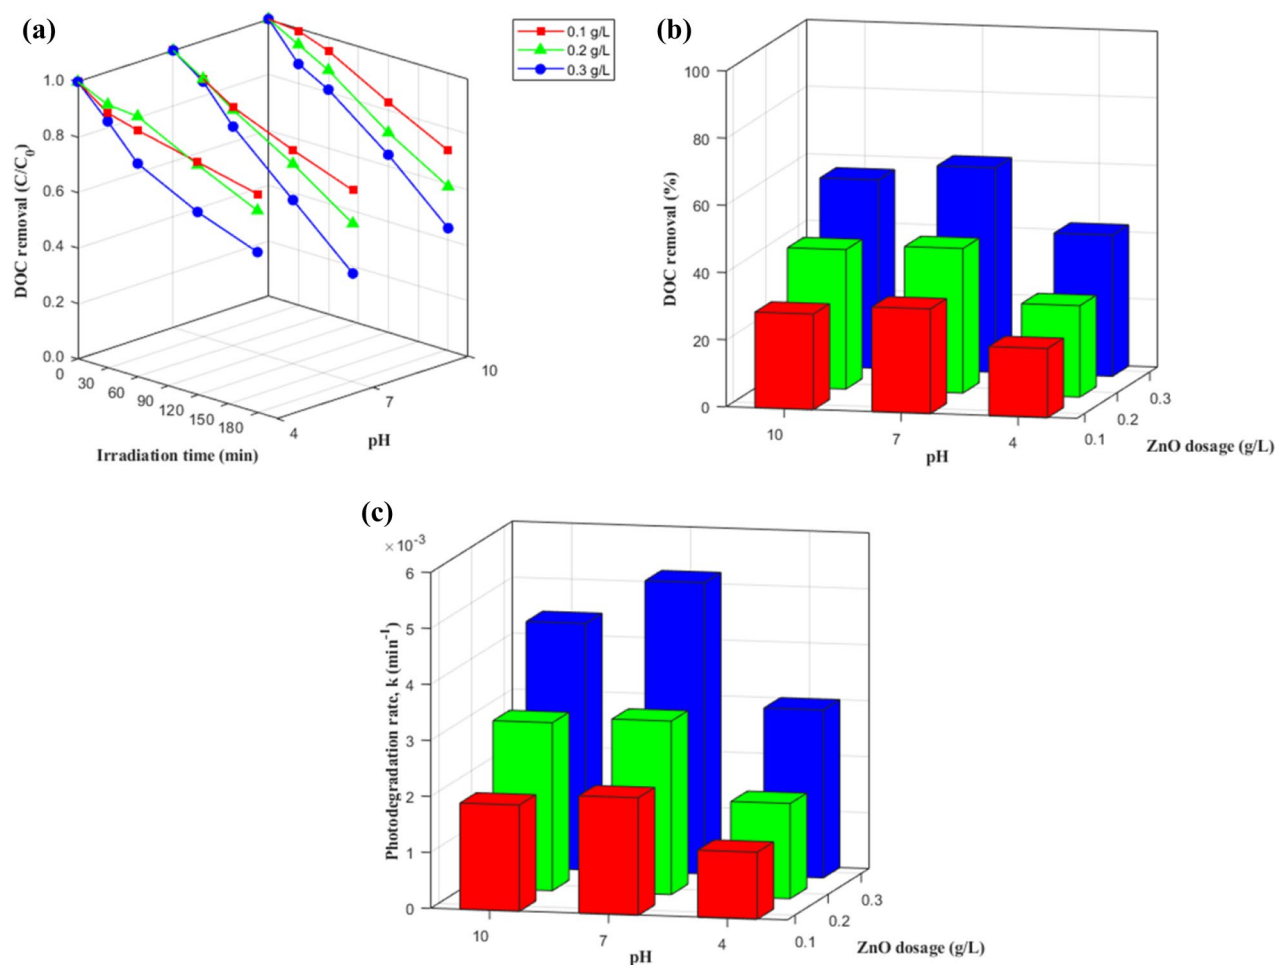 (a)
0.1 g/L
0.2 g/L
0.3 g/L
DOC removal (C/C₀)
1.0
0.8
0.6
0.4
0.2
0.0
0
30
60
90
120
150
180
Irradiation time (min)
4
7
10
pH
(b)
DOC removal (%)
100
80
60
40
20
0
10
7
4
pH
0.1
0.2
0.3
ZnO dosage (g/L)
(c)
×10⁻³
Photodegradation rate, k (min⁻¹)
6
5
4
3
2
1
0
10
7
4
pH
0.1
0.2
0.3
ZnO dosage (g/L)